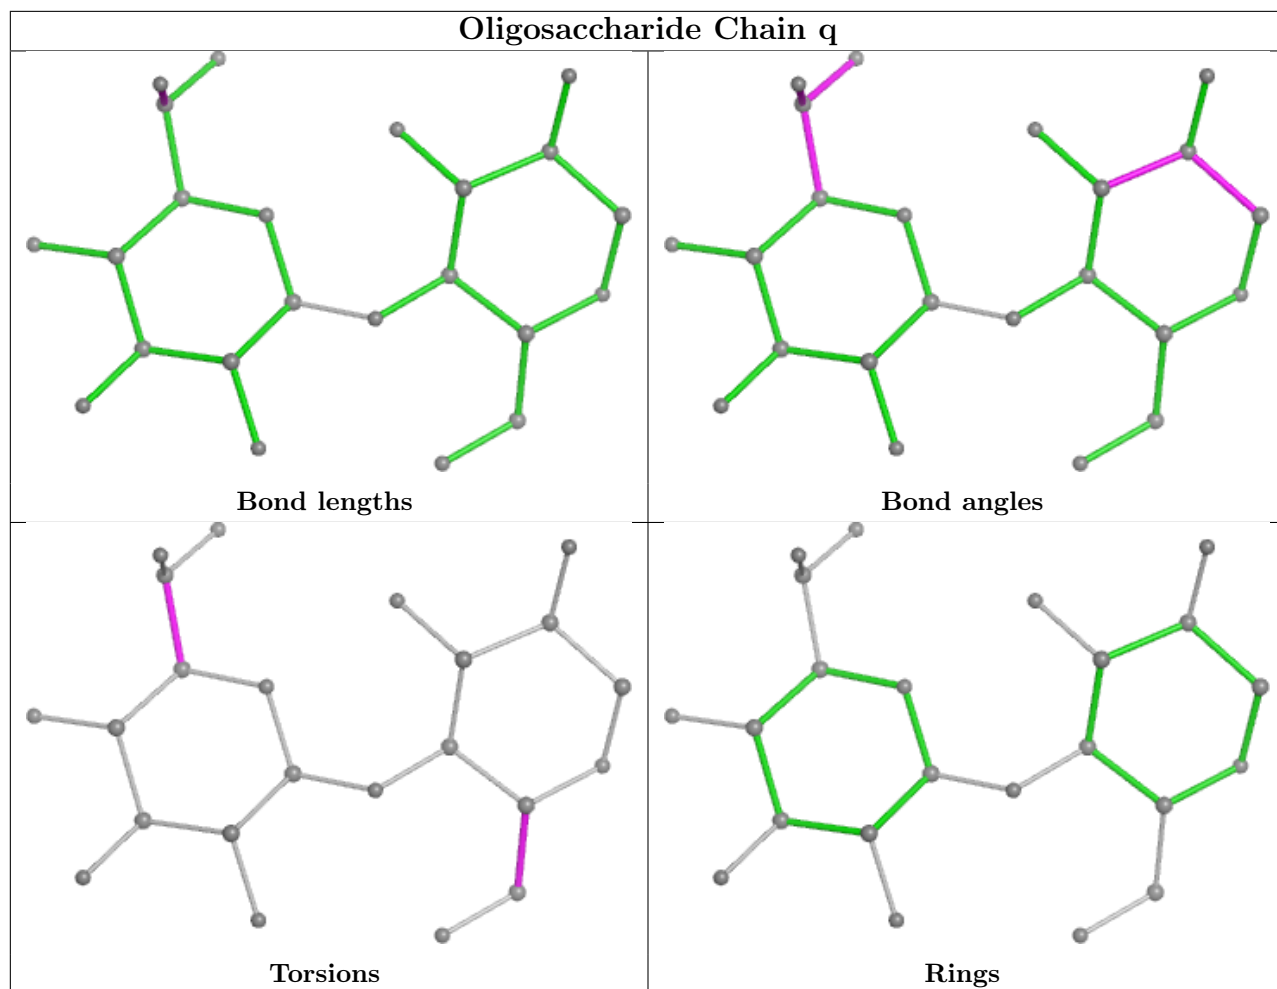 Oligosaccharide Chain q
Bond lengths
Bond angles
Torsions
Rings